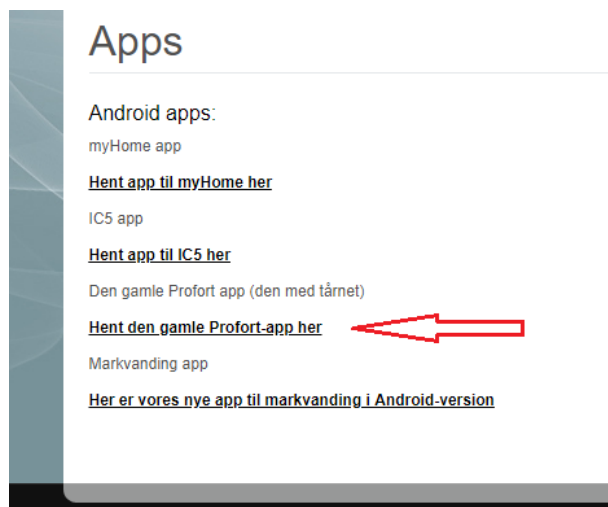 Apps
Android apps:
myHome app
Hent app til myHome her
IC5 app
Hent app til IC5 her
Den gamle Profort app (den med tårnet)
Hent den gamle Profort-app her
Markvanding app
Her er vores nye app til markvanding i Android-version